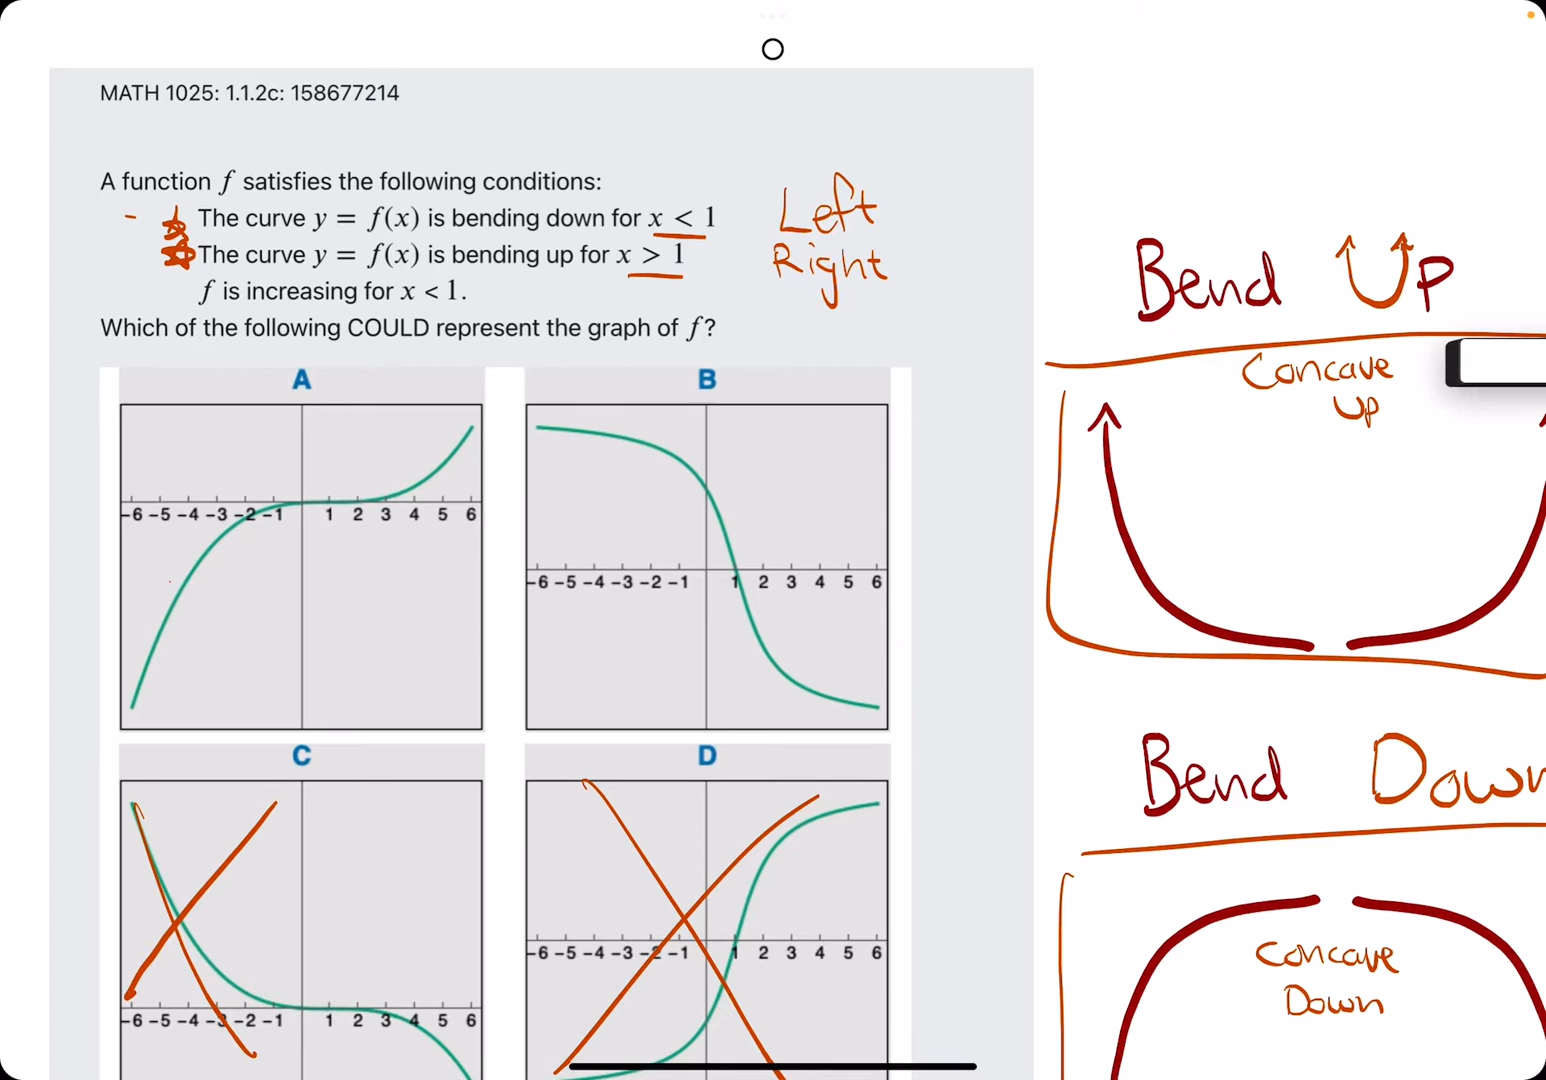 MATH 1025: 1.1.2c: 158677214
A function f satisfies the following conditions:
The curve y = f(x) is bending down for x < 1
The curve y = f(x) is bending up for x > 1
f is increasing for x < 1.
Which of the following COULD represent the graph of f?
Left
Right
A
-6 -5 -4 -3 -2 -1 1 2 3 4 5 6
B
-6 -5 -4 -3 -2 -1 1 2 3 4 5 6
C
-6 -5 -4 -3 -2 -1 1 2 3 4 5 6
D
-6 -5 -4 -3 -2 -1 1 2 3 4 5 6
Bend Up
Concave
Up
Bend Down
Concave
Down